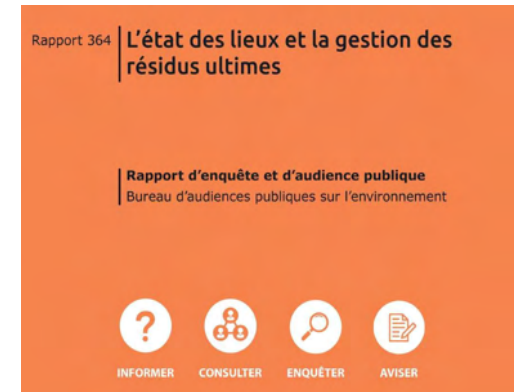 Rapport 364
L'état des lieux et la gestion des
résidus ultimes
Rapport d'enquête et d'audience publique
Bureau d'audiences publiques sur l'environnement
?
INFORMER CONSULTER ENQUÊTER AVISER